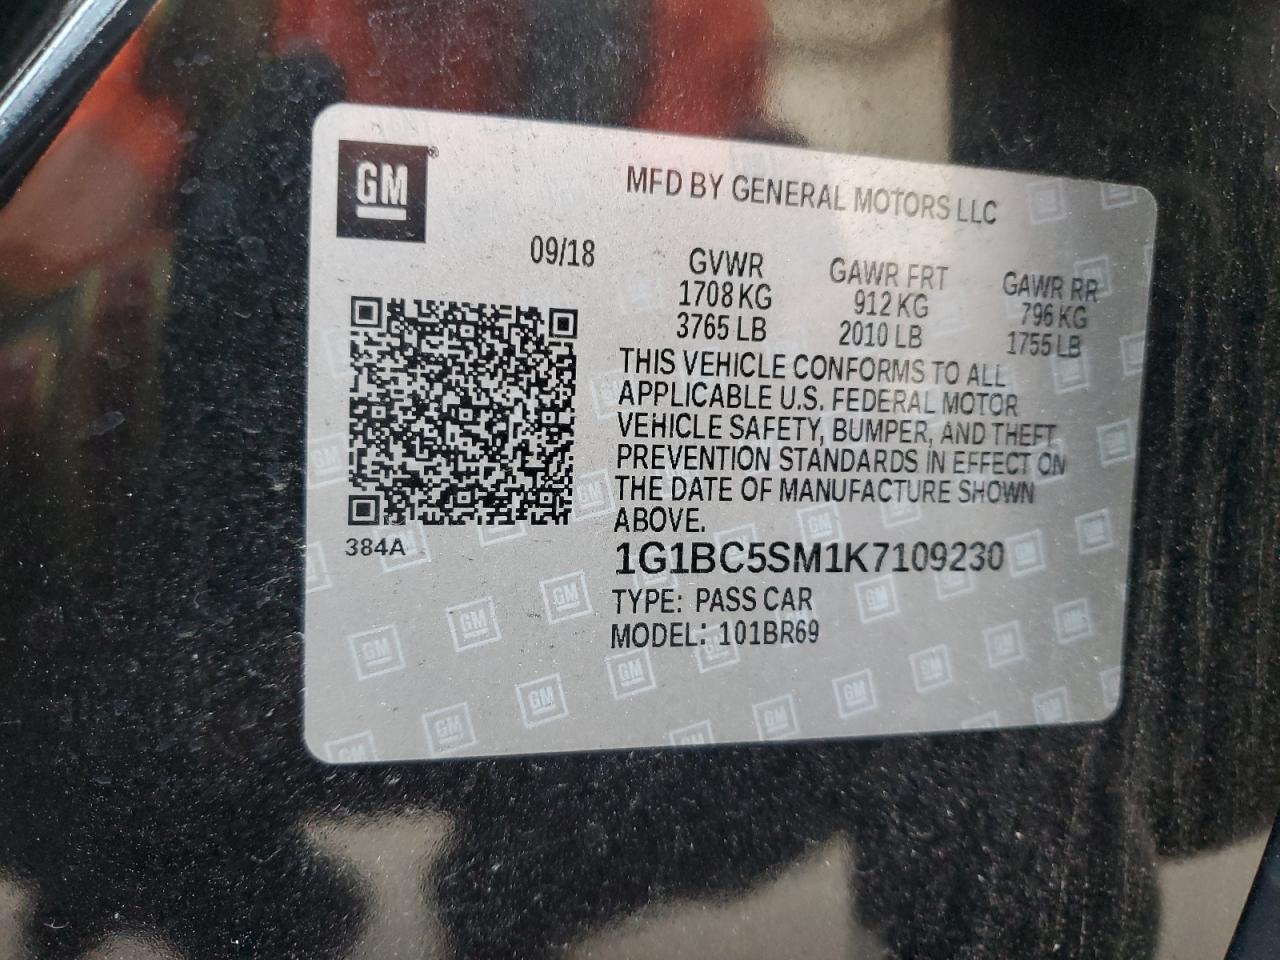 GM®
MFD BY GENERAL MOTORS LLC
09/18
GVWR GAWR FRT GAWR RR
1708 KG 912 KG 796 KG
3765 LB 2010 LB 1755 LB
THIS VEHICLE CONFORMS TO ALL
APPLICABLE U.S. FEDERAL MOTOR
VEHICLE SAFETY, BUMPER, AND THEFT
PREVENTION STANDARDS IN EFFECT ON
THE DATE OF MANUFACTURE SHOWN
ABOVE.
384A
1G1BC5SM1K7109230
TYPE: PASS CAR
MODEL: 101BR69